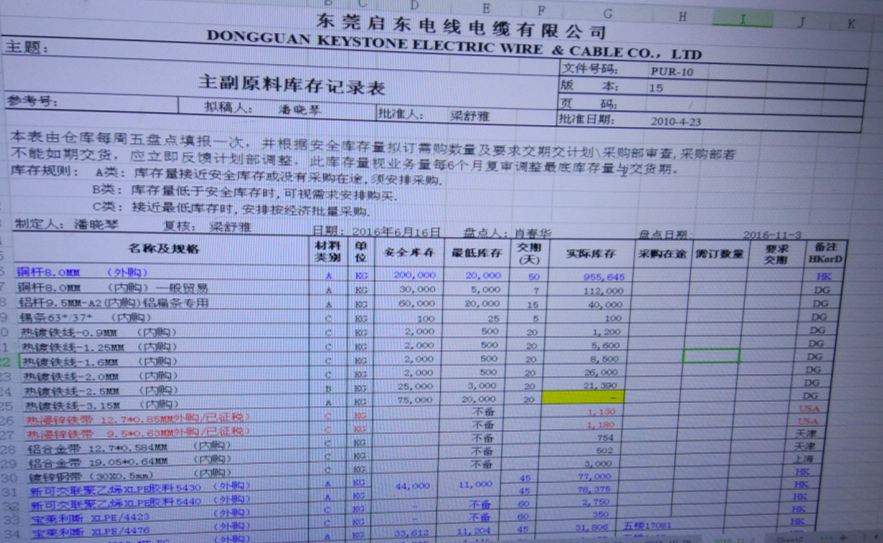 B C D E F G H I J K
东莞启东电线电缆有限公司
DONGGUAN KEYSTONE ELECTRIC WIRE & CABLE CO., LTD
主题:
主副原料库存记录表
文件号码: PUR-10
版 本: 15
页 码: /
参考号: 拟稿人: 潘晓琴 批准人: 梁舒雅 批准日期: 2010-4-23
本表由仓库每周五盘点填报一次, 并根据安全库存量拟订需购数量及要求交期交计划\采购部审查, 采购部若
不能如期交货, 应立即反馈计划部调整, 此库存量视业务量每6个月复审调整最底库存量与交货期.
库存规则: A类: 库存量接近安全库存或没有采购在途, 须安排采购.
B类: 库存量低于安全库存时, 可视需求安排购买.
C类: 接近最低库存时, 安排按经济批量采购.
制定人: 潘晓琴 复核: 梁舒雅 日期: 2016年6月16日 盘点人: 肖春华 盘点日期: 2016-11-3
名称及规格 材料类别 单位 安全库存 最低库存 交期(天) 实际库存 采购在途 需订数量 要求交期 备注HKorD
铜杆8.0MM (外购) A KG 200,000 20,000 50 955,645 HK
铜杆8.0MM (内购) 一般贸易 A KG 30,000 5,000 7 112,000 DG
铝杆9.5MM-A2(内购)铝扁条专用 A KG 60,000 20,000 15 40,000 DG
锡条63°/37° (内购) C KG 100 25 5 100 DG
热镀铁线-0.9MM (内购) C KG 2,000 500 20 1,200 DG
热镀铁线-1.25MM (内购) C KG 2,000 500 20 5,600 DG
热镀铁线-1.6MM (内购) C KG 2,000 500 20 8,500 DG
热镀铁线-2.0MM (内购) C KG 2,000 500 20 26,000 DG
热镀铁线-2.5MM (内购) B KG 25,000 3,000 20 21,390 DG
热镀铁线-3.15M (内购) A KG 75,000 20,000 20 - DG
热浸锌铁带 12.7*0.85MM外购/已征税) C KG 不备 1,130 USA
热浸锌铁带 9.5*0.63MM外购/已征税) C KG 不备 1,180 USA
铝合金带 12.7*0.584MM (内购) C KG 不备 754 天津
铝合金带 19.05*0.64MM (内购) C KG 不备 502 天津
镀锌钢带 (30X0.5mm) (内购) C KG 不备 3,000 上海
新可交联聚乙烯XLPE胶料5430 (外购) A KG 44,000 11,000 45 77,000 HK
新可交联聚乙烯XLPE胶料5440 (外购) A KG 45 78,375 HK
宝莱利斯 XLPE/4423 C KG - 不备 60 2,750 HK
宝莱利斯 XLPE/4476 C KG - 不备 60 350 HK
A KG 33,612 11,204 45 31,806 五楼17081 HK